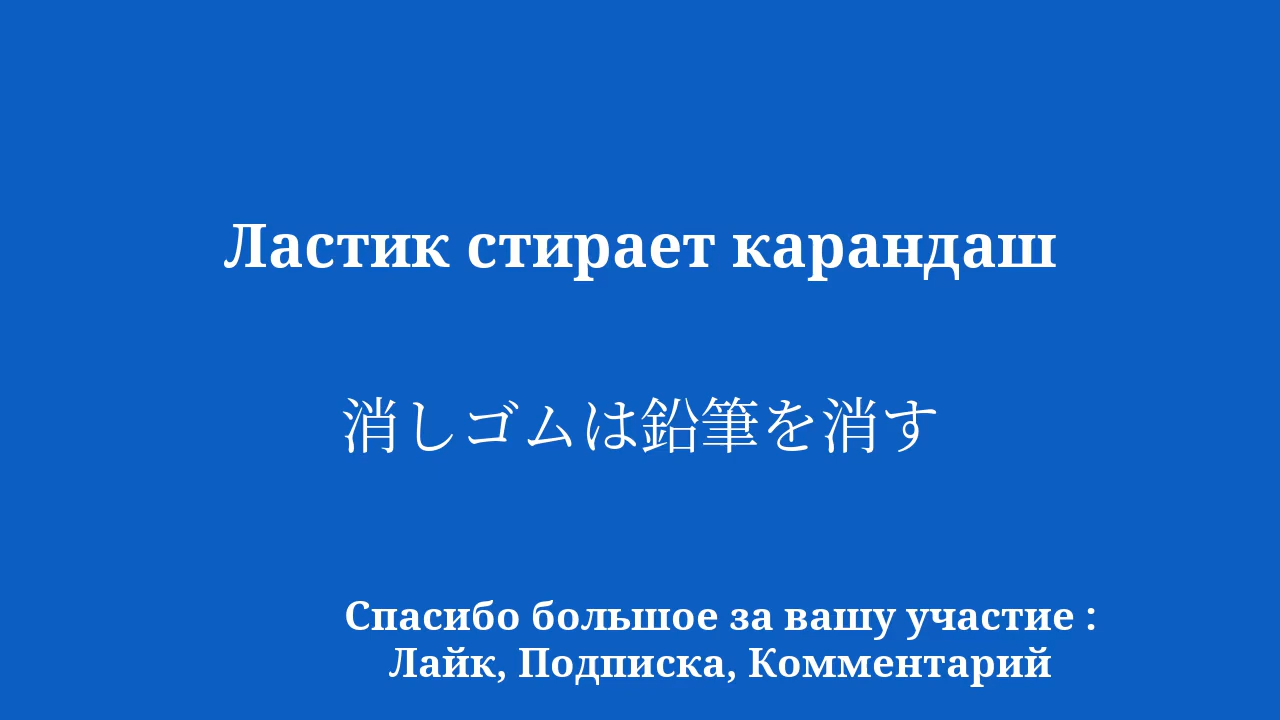 Ластик стирает карандаш
消しゴムは鉛筆を消す
Спасибо большое за вашу участие :
Лайк, Подписка, Комментарий